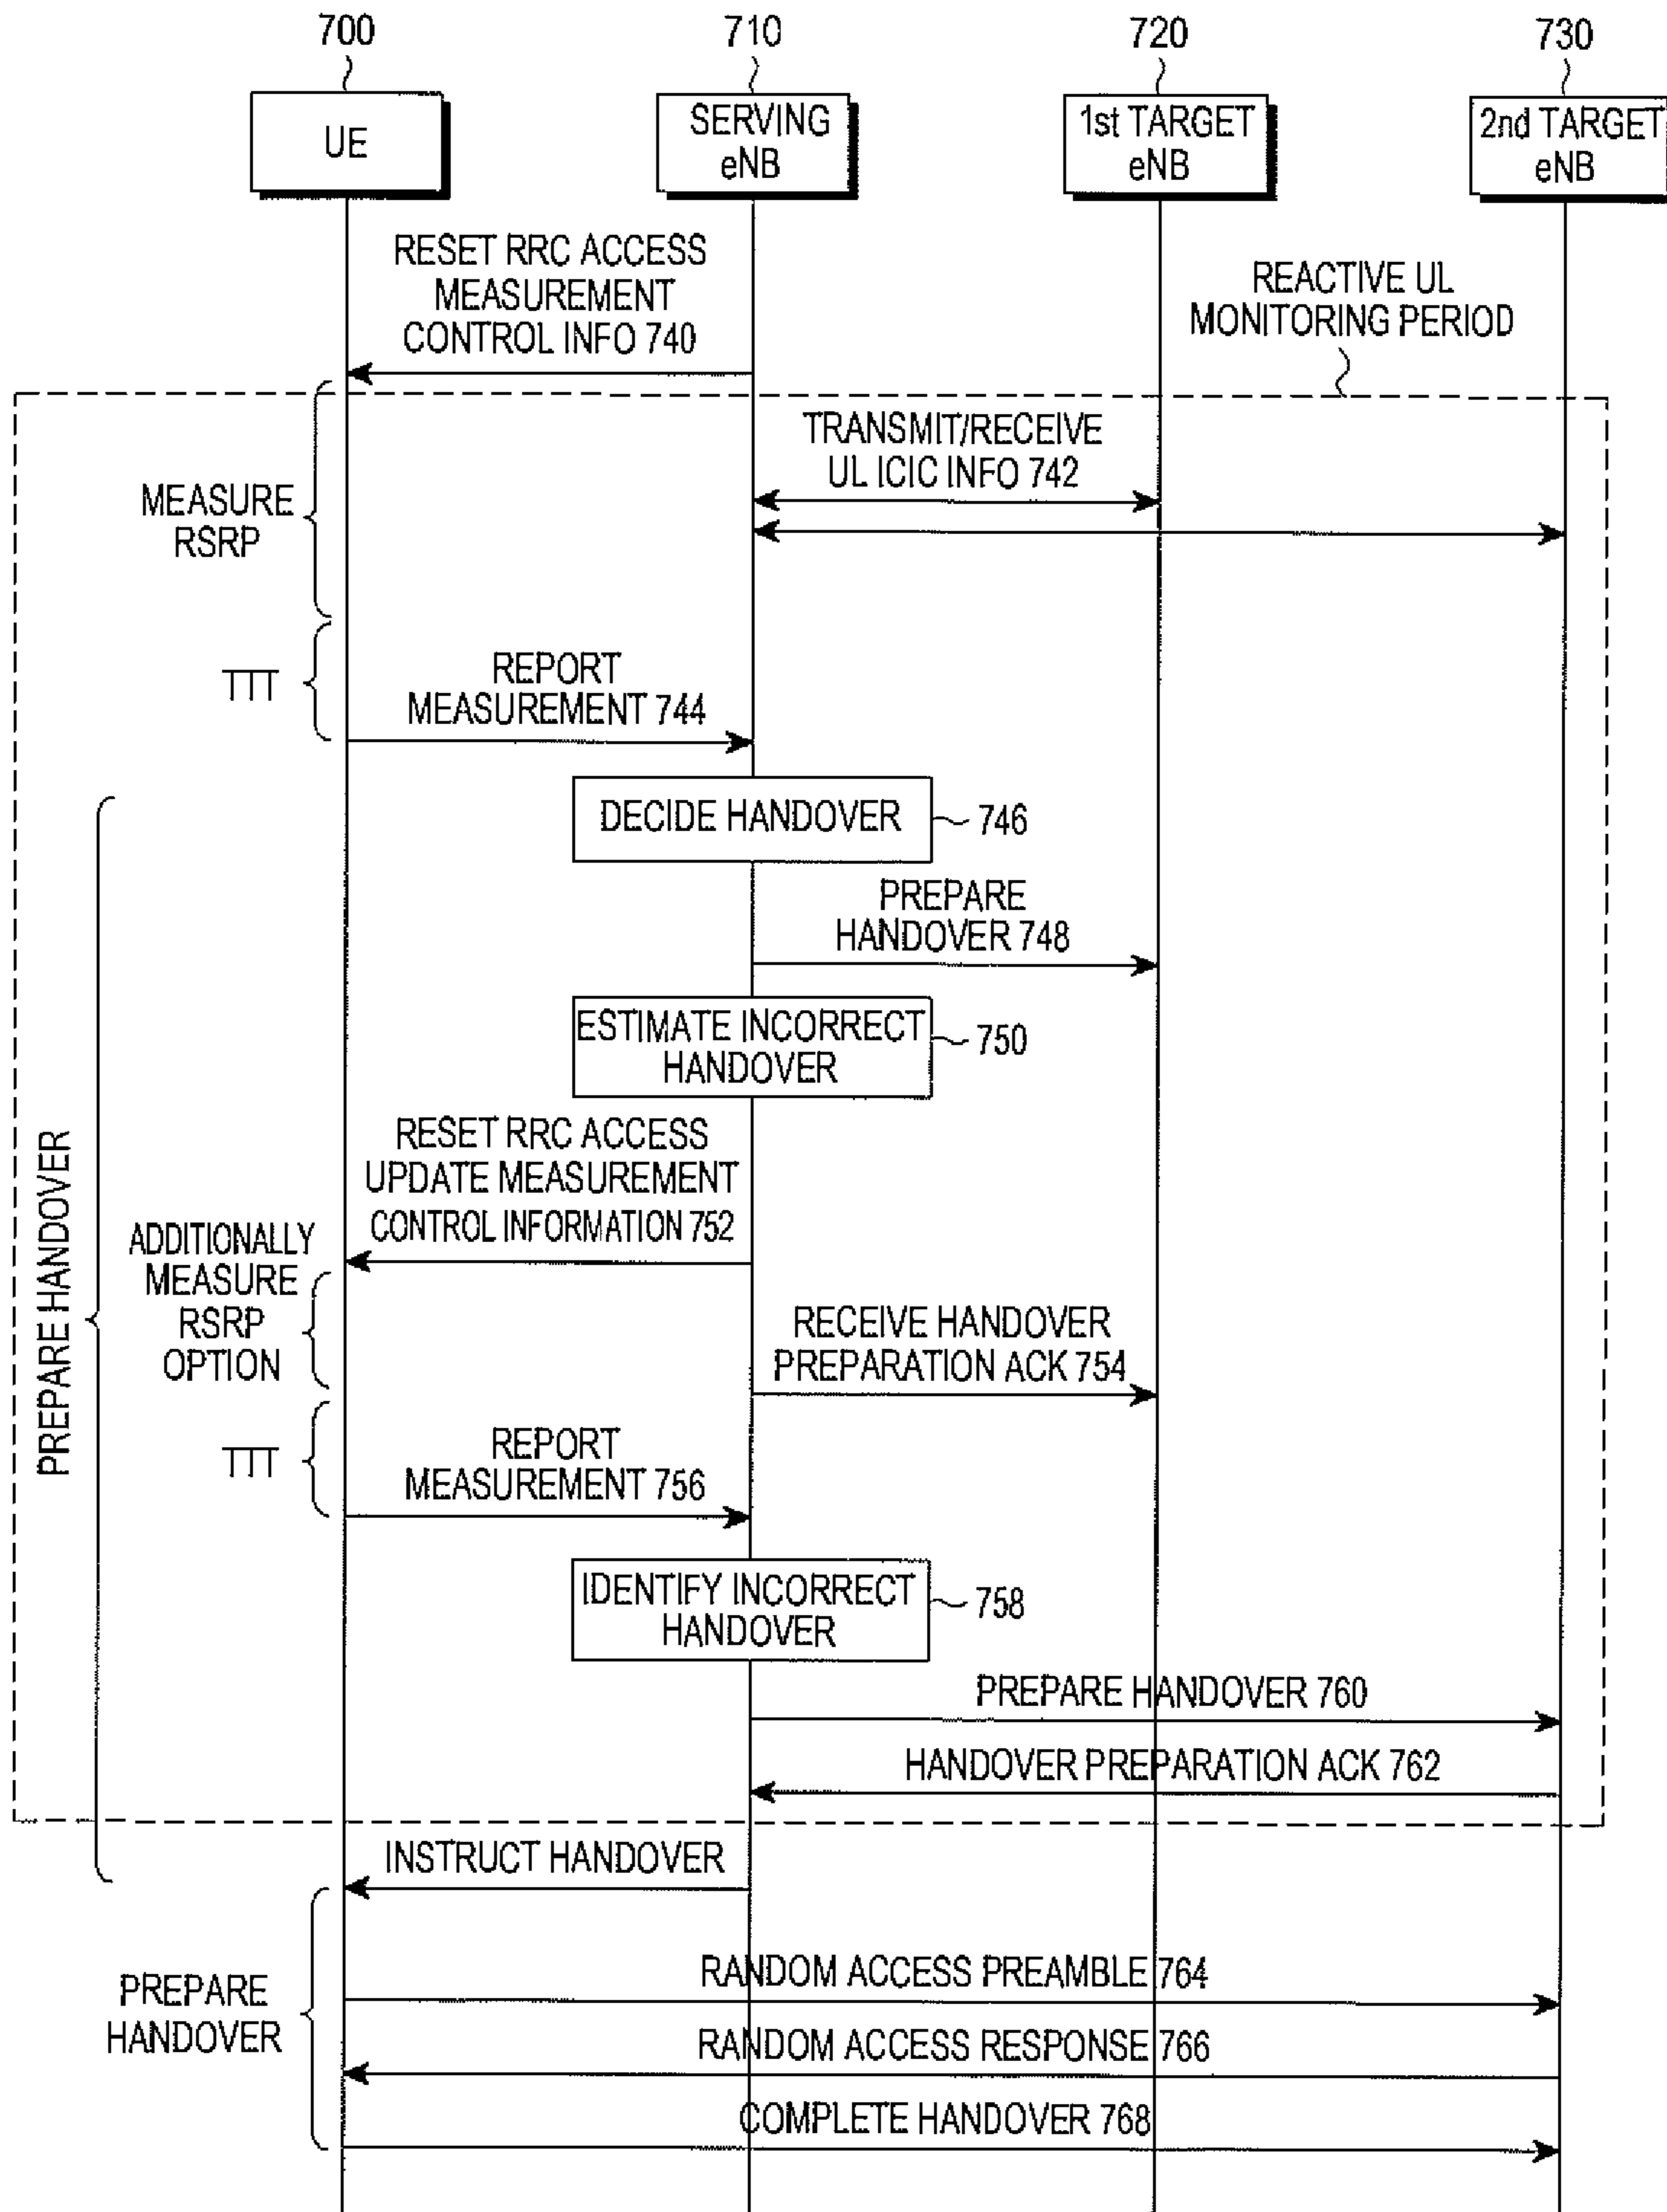 700
710
720
730
UE
SERVING
eNB
1st TARGET
eNB
2nd TARGET
eNB
RESET RRC ACCESS
MEASUREMENT
CONTROL INFO 740
REACTIVE UL
MONITORING PERIOD
TRANSMIT/RECEIVE
UL ICIC INFO 742
MEASURE
RSRP
TTT
REPORT
MEASUREMENT 744
DECIDE HANDOVER
746
PREPARE
HANDOVER 748
ESTIMATE INCORRECT
HANDOVER
750
PREPARE HANDOVER
RESET RRC ACCESS
UPDATE MEASUREMENT
CONTROL INFORMATION 752
ADDITIONALLY
MEASURE
RSRP
OPTION
RECEIVE HANDOVER
PREPARATION ACK 754
TTT
REPORT
MEASUREMENT 756
IDENTIFY INCORRECT
HANDOVER
758
PREPARE HANDOVER 760
HANDOVER PREPARATION ACK 762
INSTRUCT HANDOVER
PREPARE
HANDOVER
RANDOM ACCESS PREAMBLE 764
RANDOM ACCESS RESPONSE 766
COMPLETE HANDOVER 768